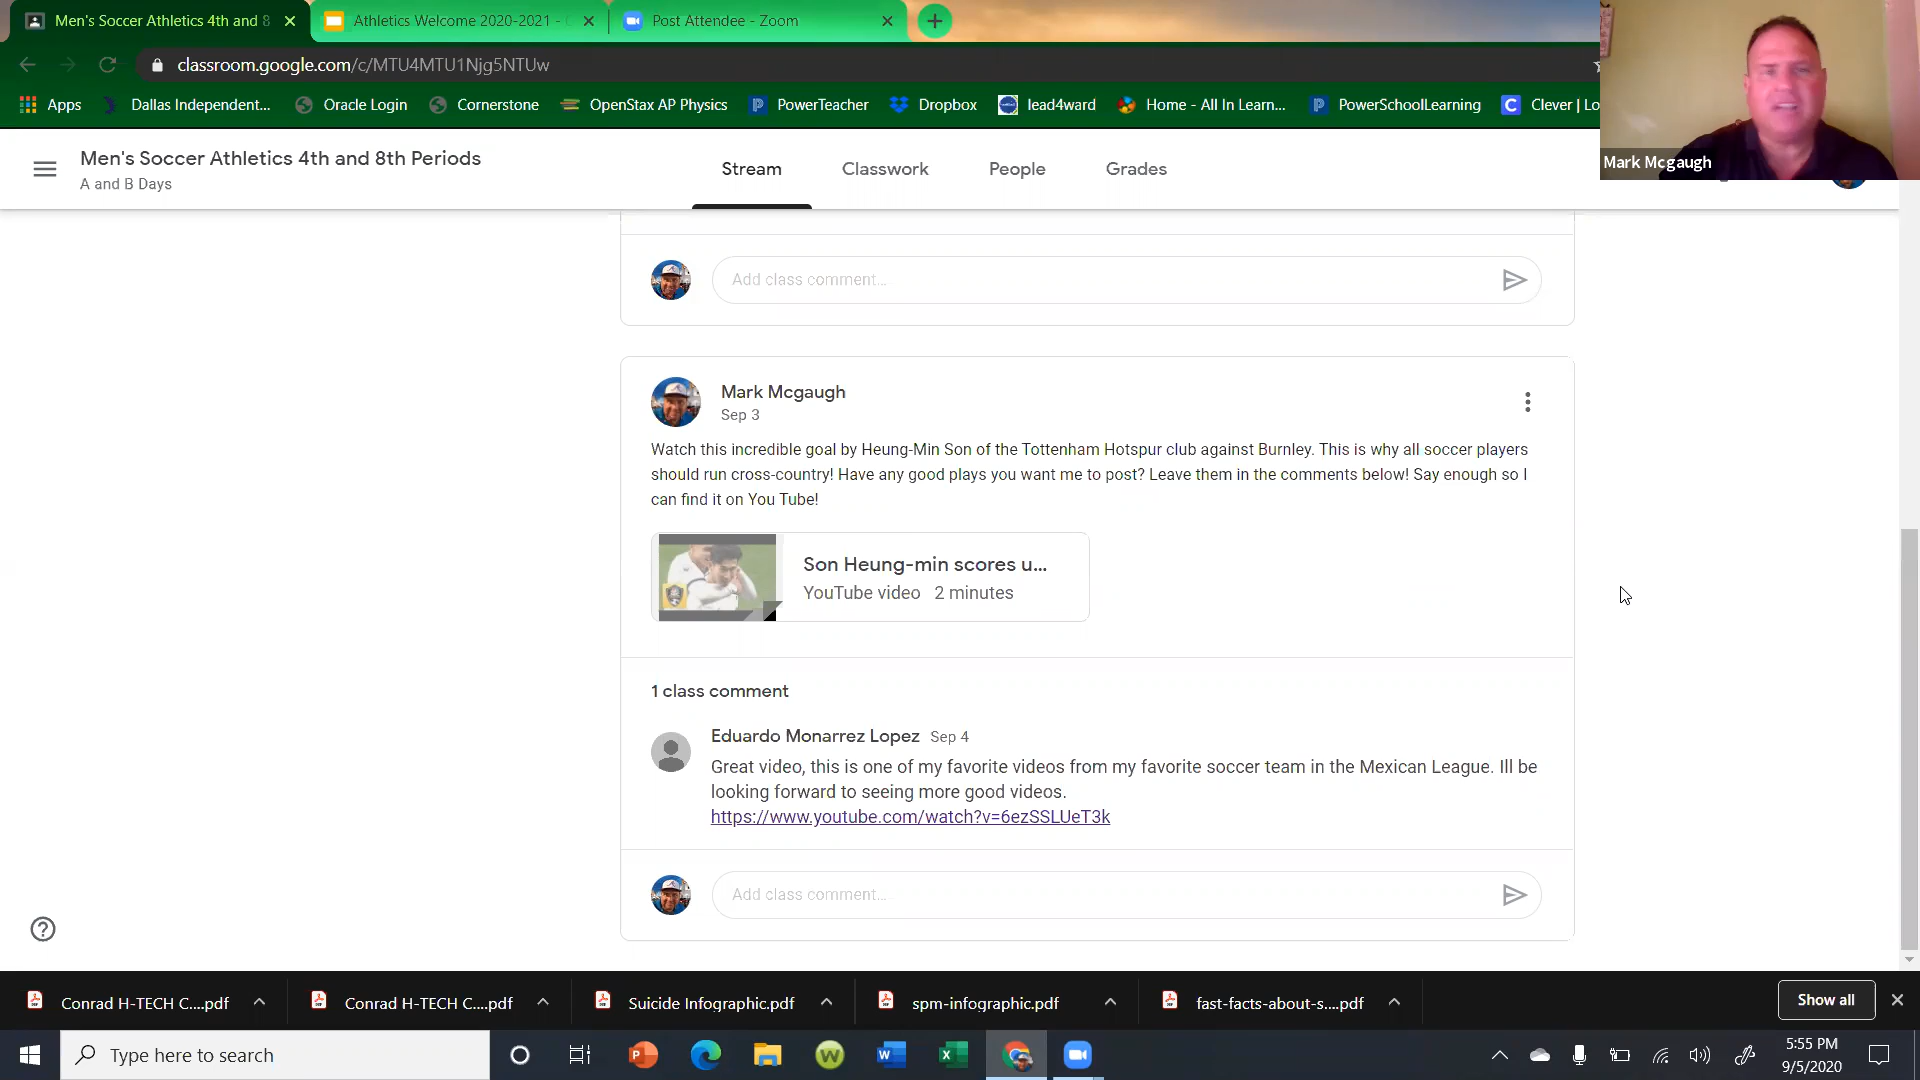 Men's Soccer Athletics 4th and 8
Athletics Welcome 2020-2021 -
Post Attendee - Zoom
classroom.google.com/c/MTU4MTU1Njg5NTUw
Apps
Dallas Independent...
Oracle Login
Cornerstone
OpenStax AP Physics
PowerTeacher
Dropbox
lead4ward
Home - All In Learn...
PowerSchoolLearning
Clever | Lo
Mark Mcgaugh
Men's Soccer Athletics 4th and 8th Periods
A and B Days
Stream
Classwork
People
Grades
Add class comment...
Mark Mcgaugh
Sep 3
Watch this incredible goal by Heung-Min Son of the Tottenham Hotspur club against Burnley. This is why all soccer players
should run cross-country! Have any good plays you want me to post? Leave them in the comments below! Say enough so I
can find it on You Tube!
Son Heung-min scores u...
YouTube video 2 minutes
1 class comment
Eduardo Monarrez Lopez Sep 4
Great video, this is one of my favorite videos from my favorite soccer team in the Mexican League. Ill be
looking forward to seeing more good videos.
https://www.youtube.com/watch?v=6ezSSLUeT3k
Add class comment...
Conrad H-TECH C....pdf
Conrad H-TECH C....pdf
Suicide Infographic.pdf
spm-infographic.pdf
fast-facts-about-s....pdf
Show all
Type here to search
5:55 PM
9/5/2020